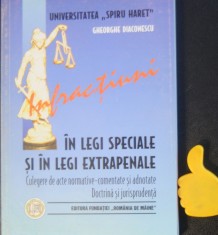 UNIVERSITATEA „SPIRU HARET"
GHEORGHE DIACONESCU
Infracţiuni
ÎN LEGI SPECIALE
ŞI ÎN LEGI EXTRAPENALE
Culegere de acte normative-comentate şi adnotate
Doctrină şi jurisprudenţă
EDITURA FUNDAŢIEI „ROMÂNIA DE MÂINE"